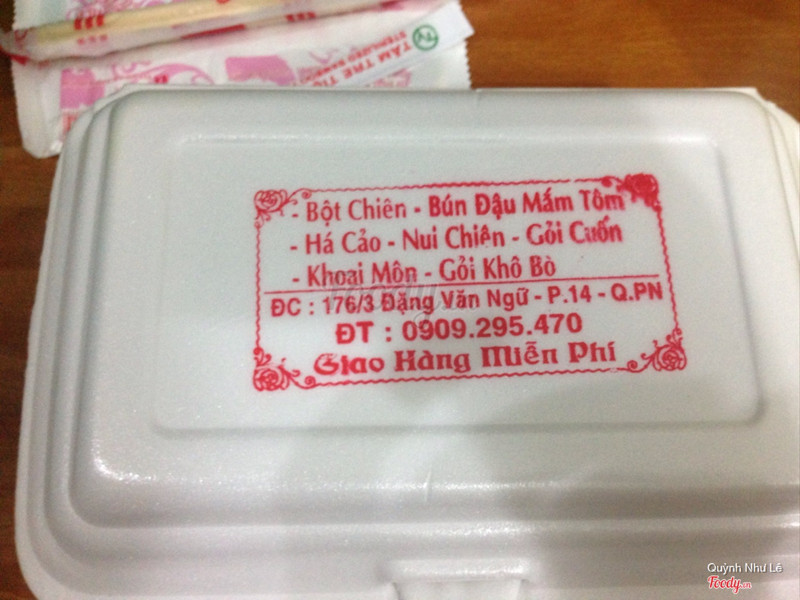 TĂM TRE
- Bột Chiên - Bún Đậu Mắm Tôm
- Há Cảo - Nui Chiên - Gỏi Cuốn
- Khoai Môn - Gỏi Khô Bò
ĐC : 176/3 Đặng Văn Ngữ - P.14 - Q.PN
ĐT : 0909.295.470
Giao Hàng Miễn Phí
Quỳnh Như Lê
Foody.vn